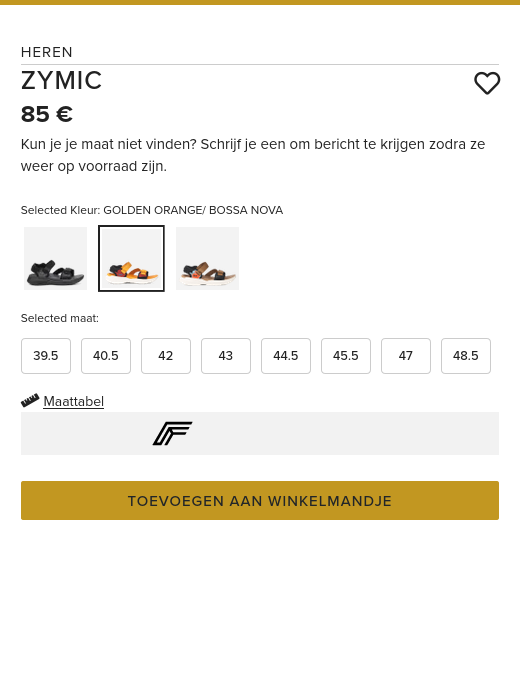 HEREN
ZYMIC
85 €
Kun je je maat niet vinden? Schrijf je een om bericht te krijgen zodra ze
weer op voorraad zijn.
Selected Kleur: GOLDEN ORANGE/ BOSSA NOVA
Selected maat:
39.5 40.5 42 43 44.5 45.5 47 48.5
Maattabel
TOEVOEGEN AAN WINKELMANDJE